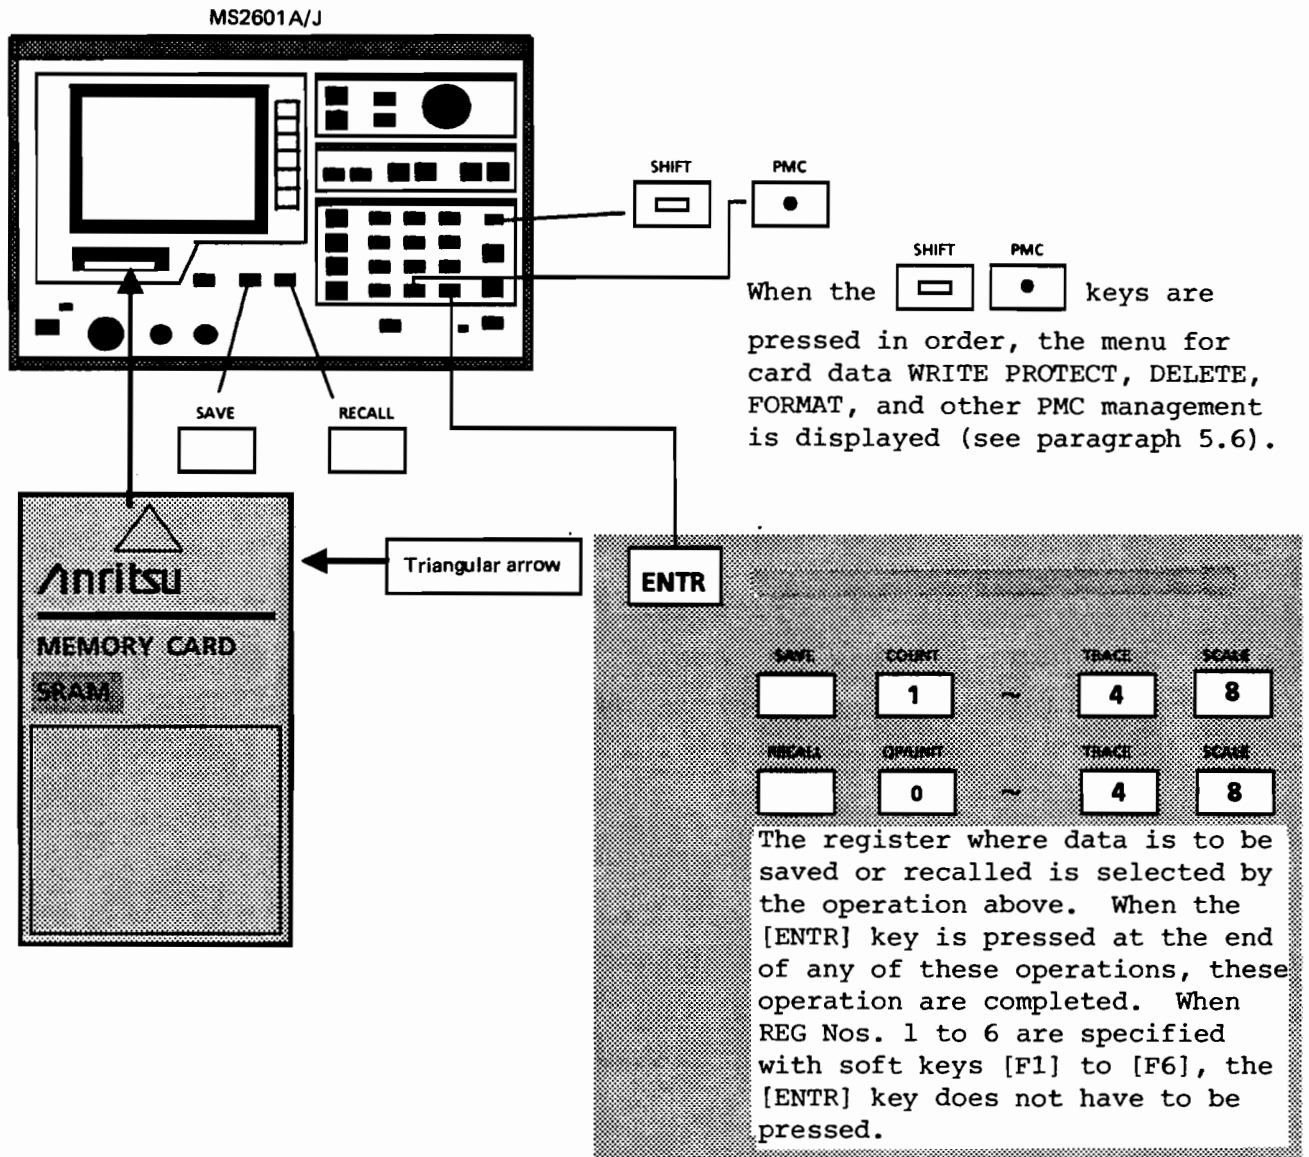 MS2601A/J
SHIFT PMC
SHIFT PMC
When the keys are
pressed in order, the menu for
card data WRITE PROTECT, DELETE,
FORMAT, and other PMC management
is displayed (see paragraph 5.6).
SAVE RECALL
Anritsu
MEMORY CARD
SRAM
Triangular arrow
ENTR
SAVE COUNT TRACE SCALE
1 ~ 4 8
RECALL QP/UNIT TRACE SCALE
0 ~ 4 8
The register where data is to be
saved or recalled is selected by
the operation above. When the
[ENTR] key is pressed at the end
of any of these operations, these
operation are completed. When
REG Nos. 1 to 6 are specified
with soft keys [F1] to [F6], the
[ENTR] key does not have to be
pressed.